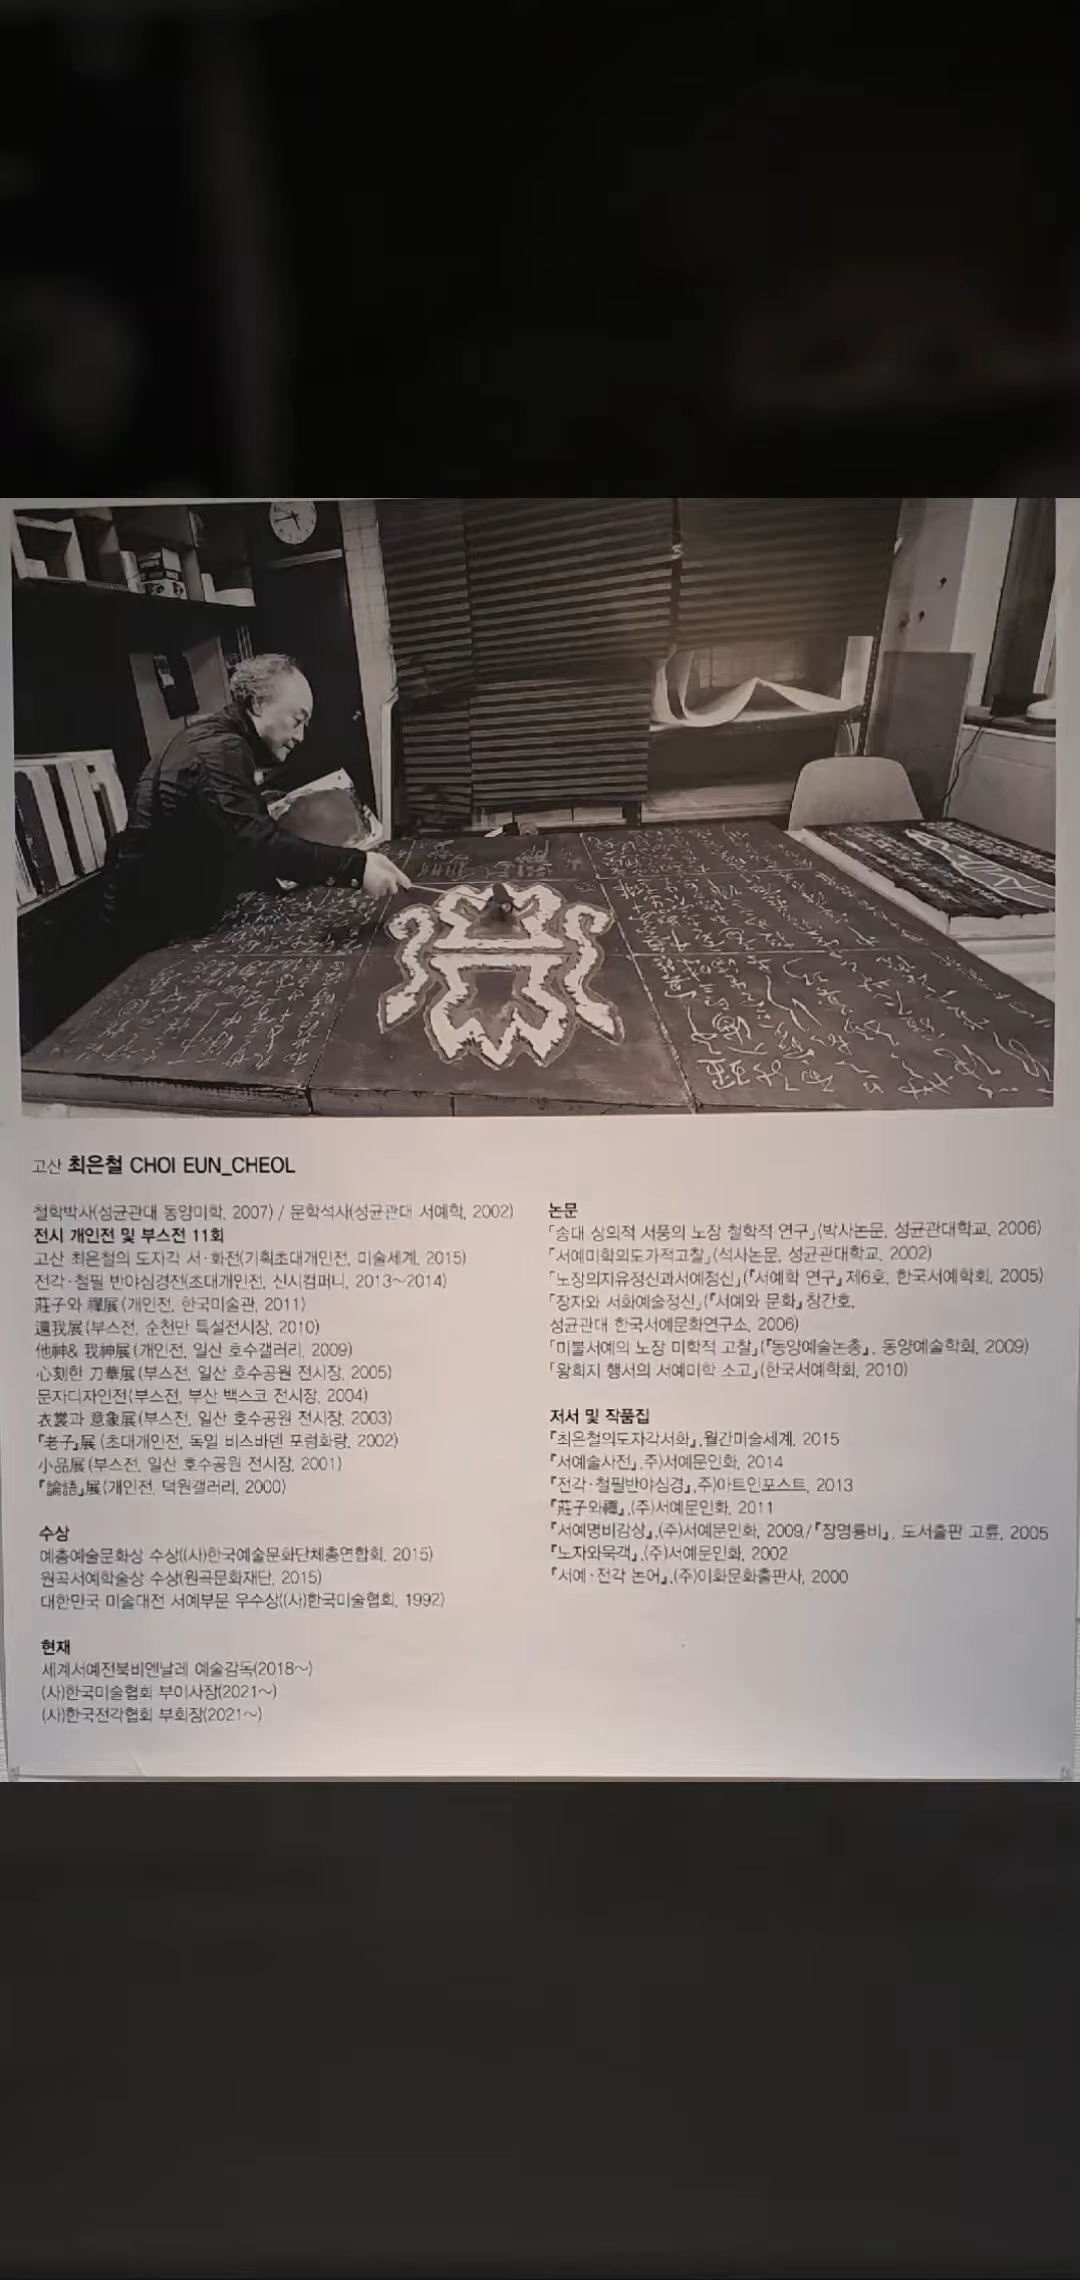 고산 최은철 CHOI EUN_CHEOL
철학박사(성균관대 동양미학, 2007) / 문학석사(성균관대 서예학, 2002)
전시 개인전 및 부스전 11회
고산 최은철의 도자각 서·화전(기획초대개인전, 미술세계, 2015)
전각·철필 반야심경전(초대개인전, 신시컴퍼니, 2013~2014)
莊子와 禪展(개인전, 한국미술관, 2011)
還我展(부스전, 순천만 특설전시장, 2010)
他神& 我神展(개인전, 일산 호수갤러리, 2009)
心刻한 刀華展(부스전, 일산 호수공원 전시장, 2005)
문자디자인전(부스전, 부산 백스코 전시장, 2004)
衣裳과 意象展(부스전, 일산 호수공원 전시장, 2003)
『老子』展(초대개인전, 독일 비스바덴 포럼화랑, 2002)
小品展(부스전, 일산 호수공원 전시장, 2001)
『論語』展(개인전, 덕원갤러리, 2000)
수상
예총예술문화상 수상((사)한국예술문화단체총연합회, 2015)
원곡서예학술상 수상(원곡문화재단, 2015)
대한민국 미술대전 서예부문 우수상((사)한국미술협회, 1992)
현재
세계서예전북비엔날레 예술감독(2018~)
(사)한국미술협회 부이사장(2021~)
(사)한국전각협회 부회장(2021~)
논문
「송대 상의적 서풍의 노장 철학적 연구」(박사논문, 성균관대학교, 2006)
「서예미학의도가적고찰」(석사논문, 성균관대학교, 2002)
「노장의자유정신과서예정신」(『서예학 연구』 제6호, 한국서예학회, 2005)
「장자와 서화예술정신」(『서예와 문화』 창간호,
성균관대 한국서예문화연구소, 2006)
「미불서예의 노장 미학적 고찰」(『동양예술논총』, 동양예술학회, 2009)
「왕희지 행서의 서예미학 소고」(한국서예학회, 2010)
저서 및 작품집
『최은철의도자각서화』,월간미술세계, 2015
『서예술사전』,주)서예문인화, 2014
『전각·철필반야심경』,주)아트인포스트, 2013
『莊子와禪』,(주)서예문인화, 2011
『서예명비감상』,(주)서예문인화, 2009./『장명룡비』, 도서출판 고륜, 2005
『노자와묵객』,(주)서예문인화, 2002
『서예·전각 논어』,(주)이화문화출판사, 2000